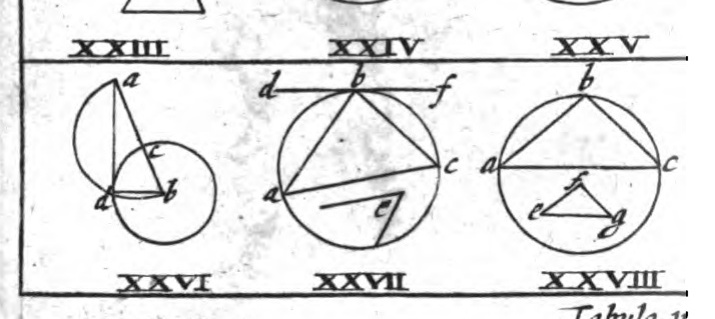 XXIII XXIV XXV
a c d b
d b f a c e
b a c f e g
XXVI XXVII XXVIII
Tabula